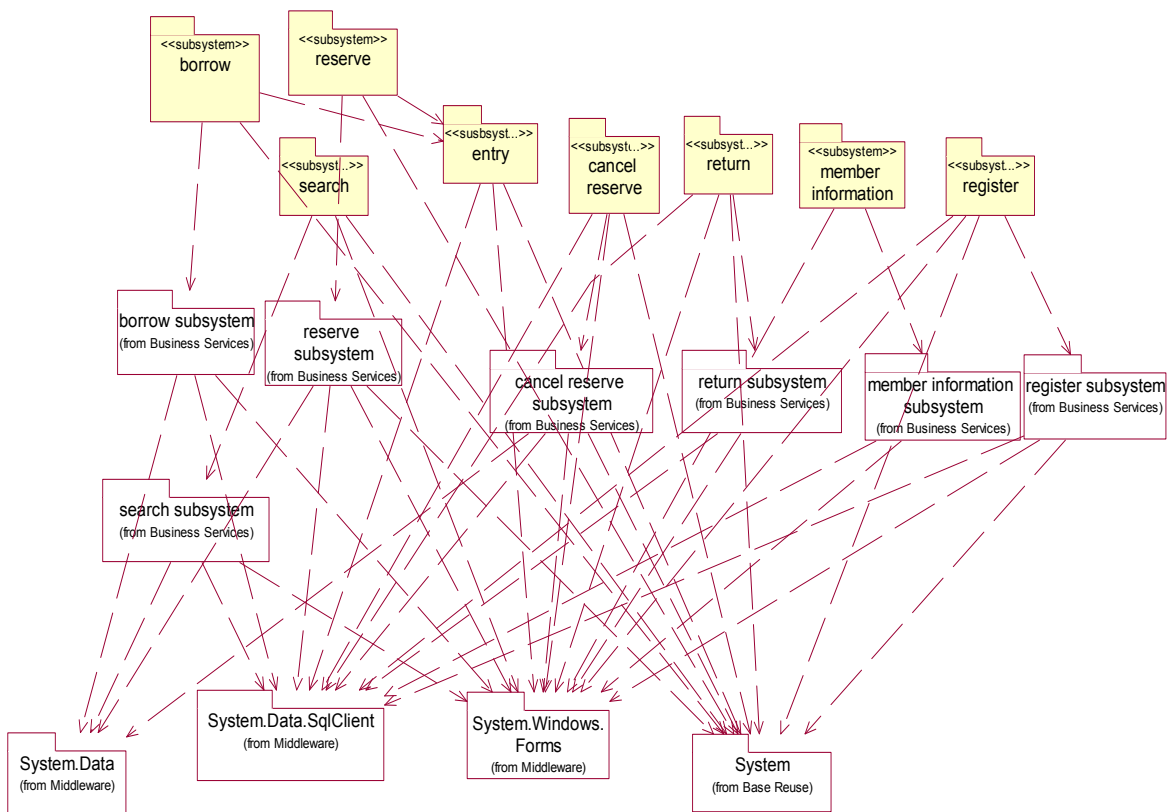 <<subsystem>>
borrow
<<subsystem>>
reserve
<<subsyst...>>
search
<<susbsyst...>>
entry
<<subsyst...>>
cancel
reserve
<<subsyst...>>
return
<<subsystem>>
member
information
<<subsyst...>>
register
borrow subsystem
(from Business Services)
reserve
subsystem
(from Business Services)
cancel reserve
subsystem
(from Business Services)
return subsystem
(from Business Services)
member information
subsystem
(from Business Services)
register subsystem
(from Business Services)
search subsystem
(from Business Services)
System.Data
(from Middleware)
System.Data.SqlClient
(from Middleware)
System.Windows.
Forms
(from Middleware)
System
(from Base Reuse)